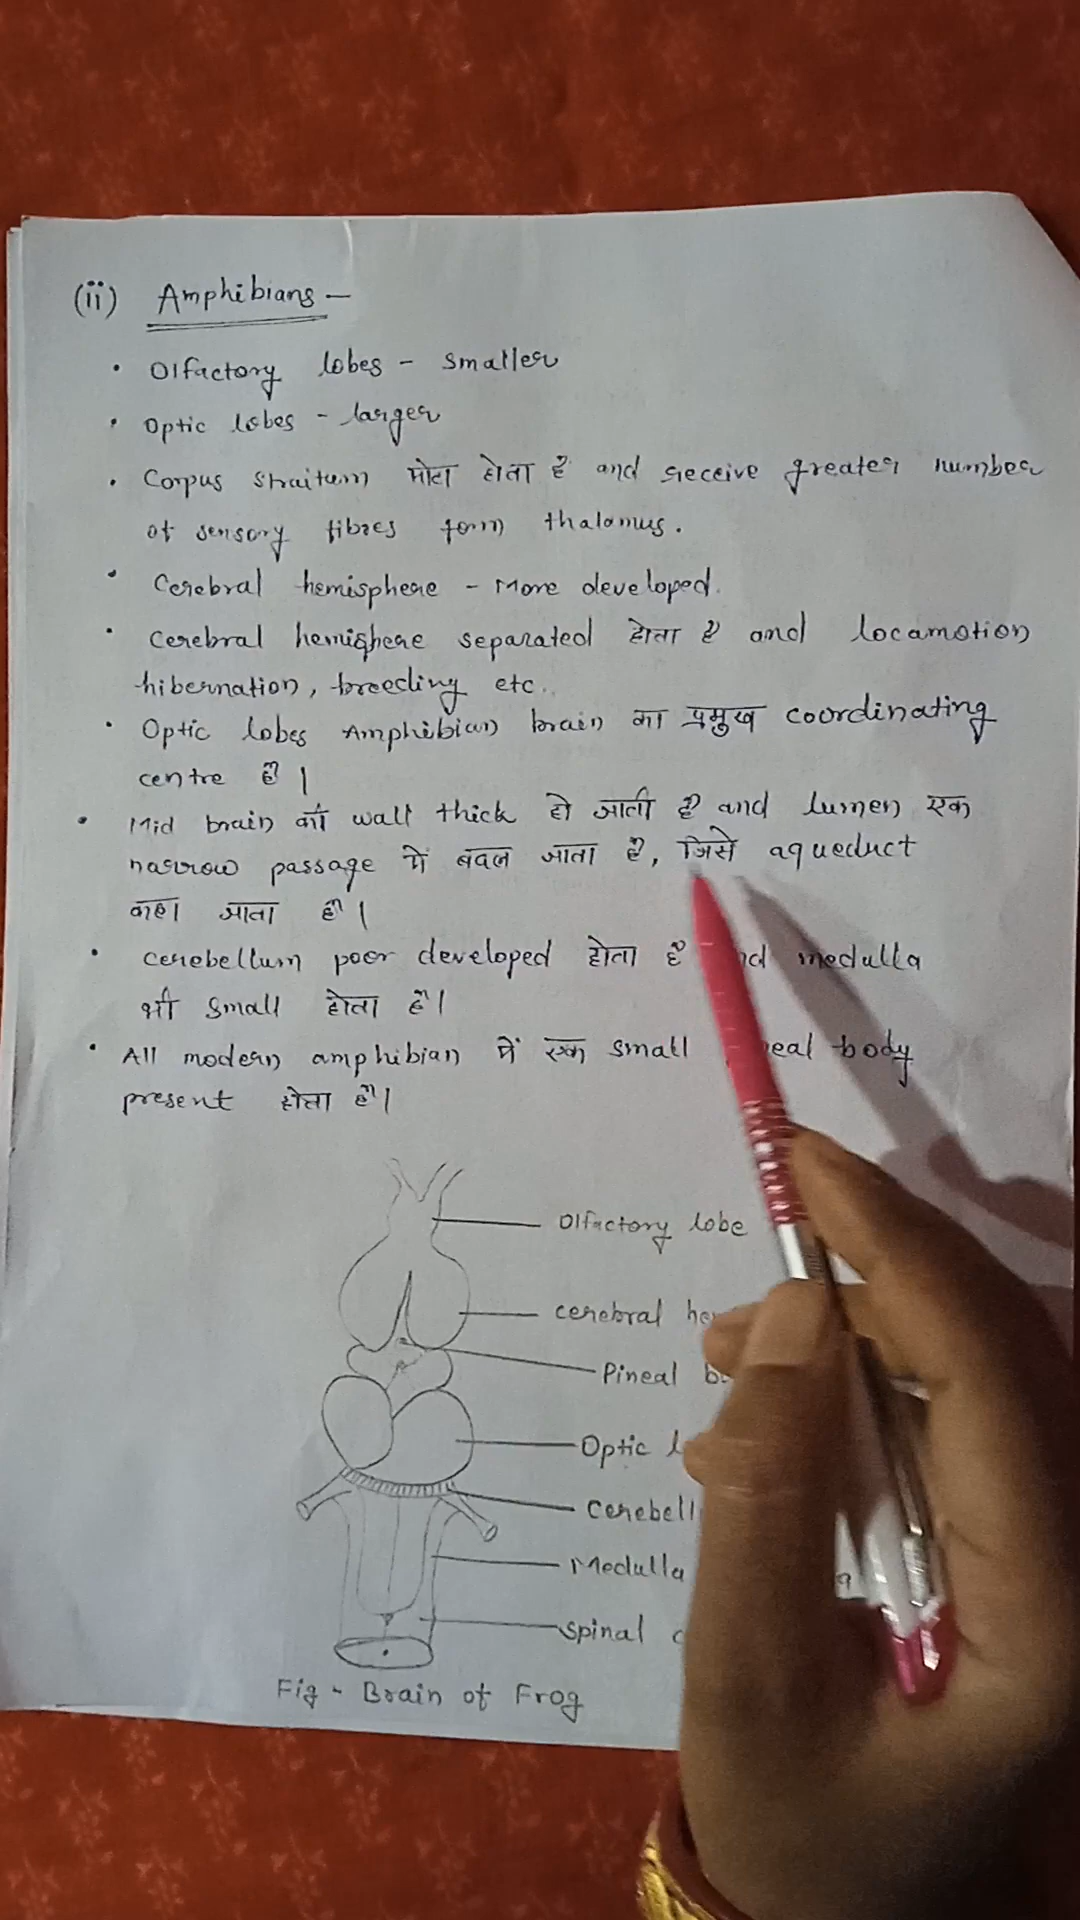 (ii) Amphibians –
• Olfactory lobes – smaller
• Optic lobes – larger
• Corpus straitum मोटा होता है and receive greater number
of sensory fibres form thalamus.
• Cerebral hemisphere – More developed.
• Cerebral hemisphere separated होता है and locamotion
hibernation, breeding etc.
• Optic lobes Amphibian brain का प्रमुख coordinating
centre है।
• Mid brain की wall thick हो जाती है and lumen एक
narrow passage में बदल जाता है, जिसे aqueduct
कहा जाता है।
• Cerebellum poor developed होता है medulla
भी small होता है।
• All modern amphibian में एक small body
present होता है।
Olfactory lobe
cerebral
Pineal
Optic
Medulla
spinal
Fig - Brain of Frog